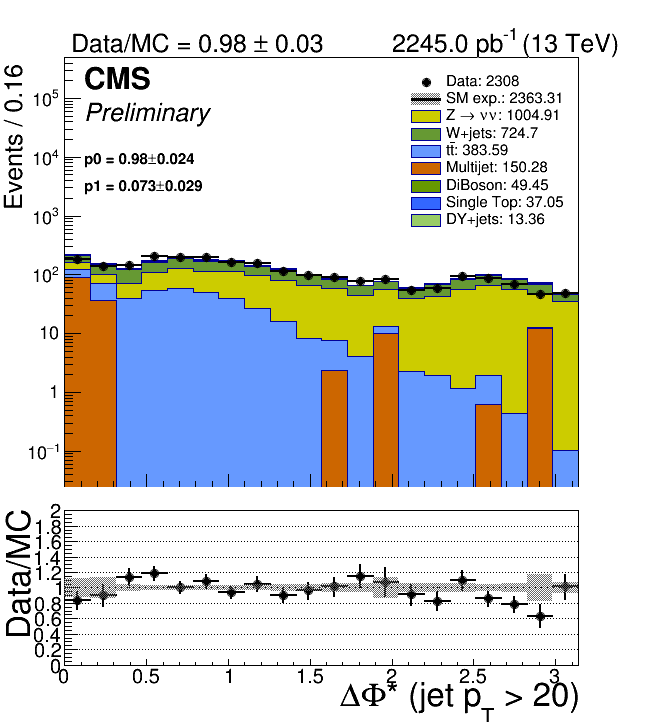 Data/MC = 0.98 ± 0.03 2245.0 pb⁻¹ (13 TeV)
CMS
Preliminary
p0 = 0.98±0.024
p1 = 0.073±0.029
Data: 2308
SM exp.: 2363.31
Z → νν: 1004.91
W+jets: 724.7
tt̄: 383.59
Multijet: 150.28
DiBoson: 49.45
Single Top: 37.05
DY+jets: 13.36
Events / 0.16
10⁵
10⁴
10³
10²
10
1
10⁻¹
Data/MC
2
1.8
1.6
1.4
1.2
1
0.8
0.6
0.4
0.2
0
0 0.5 1 1.5 2 2.5 3
ΔΦ* (jet p_T > 20)